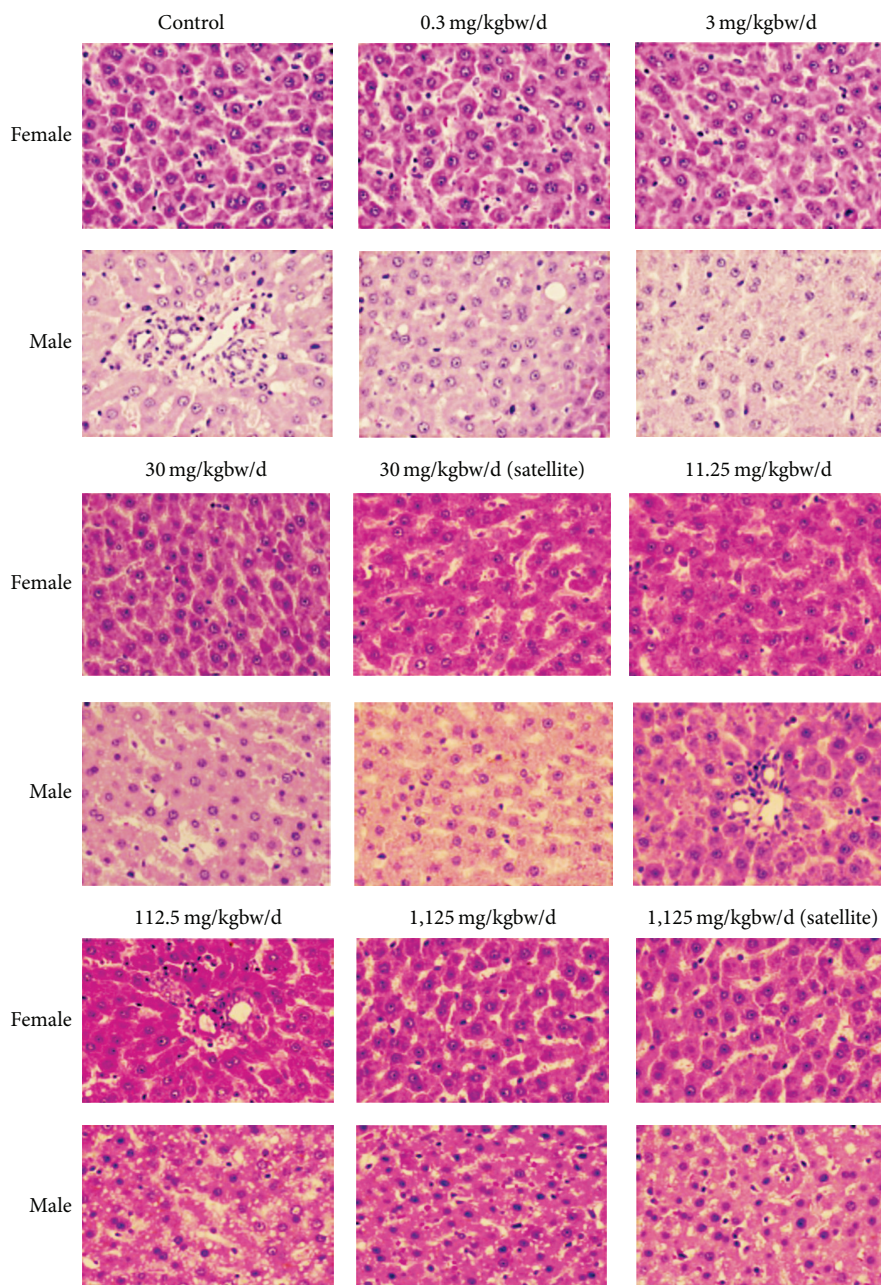 Control 0.3 mg/kgbw/d 3 mg/kgbw/d
Female
Male
30 mg/kgbw/d 30 mg/kgbw/d (satellite) 11.25 mg/kgbw/d
Female
Male
112.5 mg/kgbw/d 1,125 mg/kgbw/d 1,125 mg/kgbw/d (satellite)
Female
Male